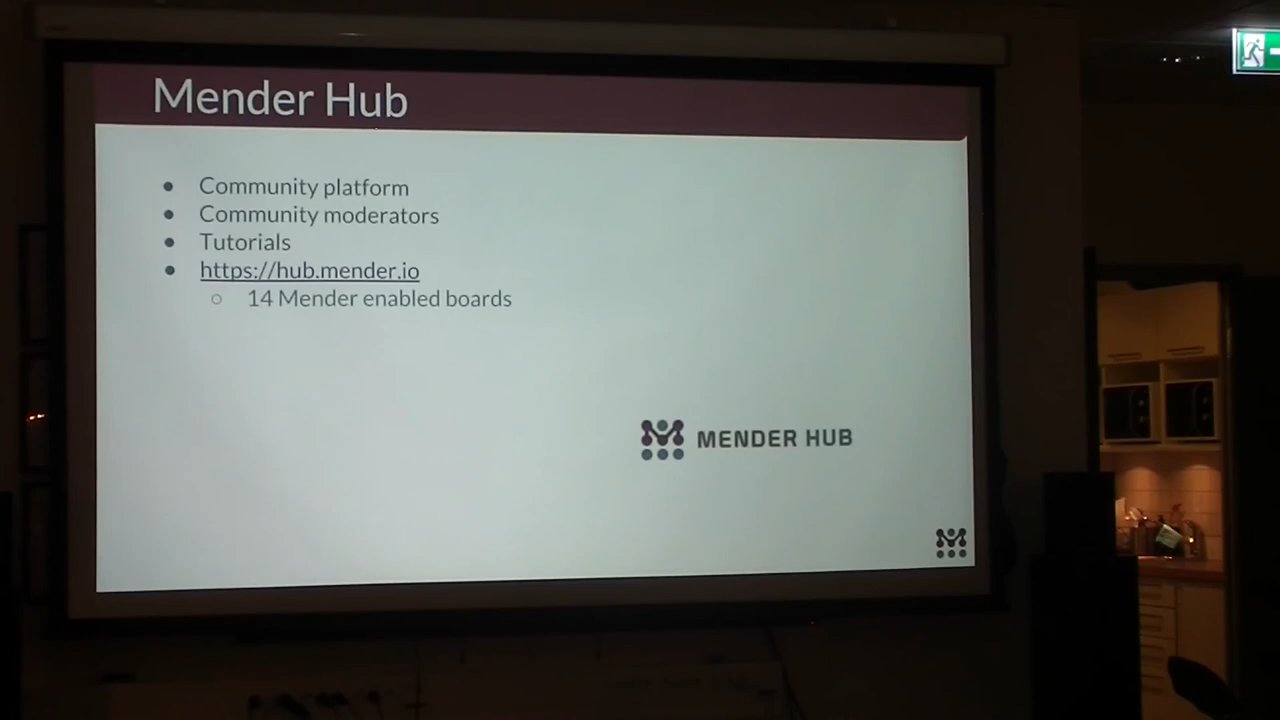 Mender Hub
Community platform
Community moderators
Tutorials
https://hub.mender.io
14 Mender enabled boards
MENDER HUB